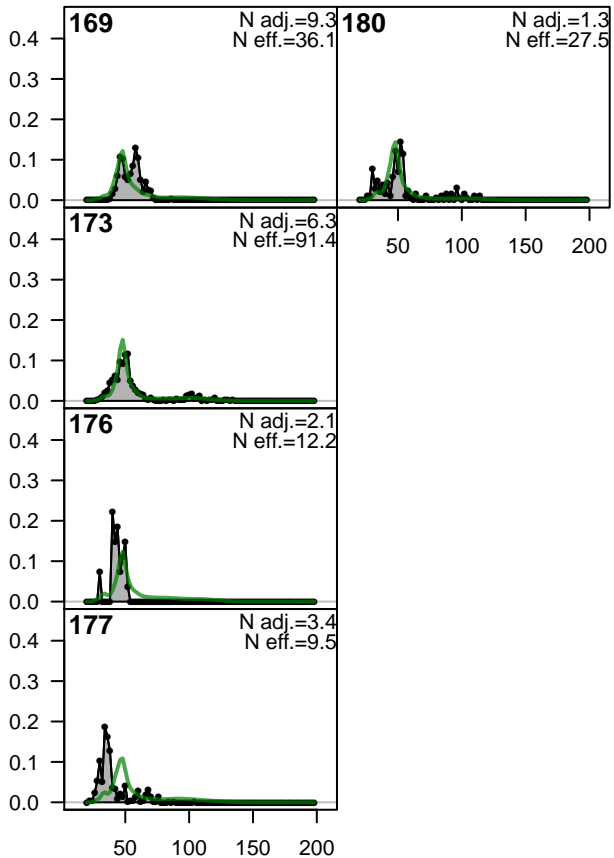 169
N adj.=9.3
N eff.=36.1
0.4
0.3
0.2
0.1
0.0
180
N adj.=1.3
N eff.=27.5
50 100 150 200
173
N adj.=6.3
N eff.=91.4
0.4
0.3
0.2
0.1
0.0
176
N adj.=2.1
N eff.=12.2
0.4
0.3
0.2
0.1
0.0
177
N adj.=3.4
N eff.=9.5
0.4
0.3
0.2
0.1
0.0
50 100 150 200